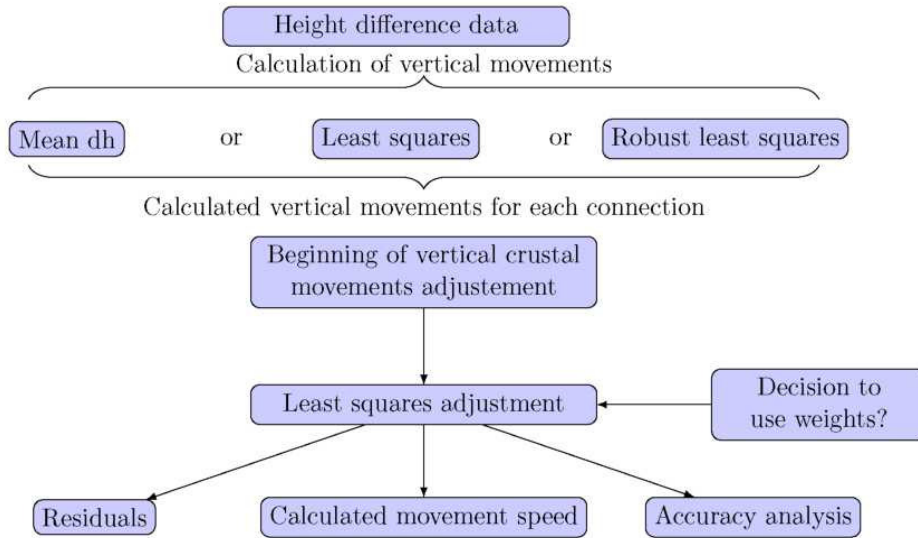 Height difference data
Calculation of vertical movements
Mean dh or Least squares or Robust least squares
Calculated vertical movements for each connection
Beginning of vertical crustal
movements adjustement
Least squares adjustment
Decision to
use weights?
Residuals
Calculated movement speed
Accuracy analysis